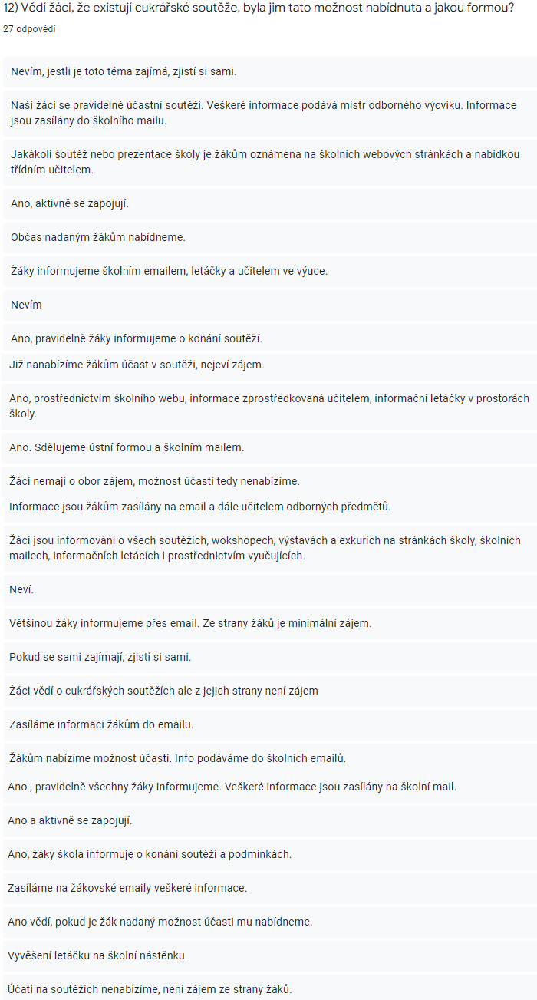 12) Vědí žáci, že existují cukrářské soutěže, byla jim tato možnost nabídnuta a jakou formou?
27 odpovědí
Nevím, jestli je toto téma zajímá, zjistí si sami.
Naši žáci se pravidelně účastní soutěží. Veškeré informace podává mistr odborného výcviku. Informace
jsou zasílány do školního mailu.
Jakákoli šoutěž nebo prezentace školy je žákům oznámena na školních webových stránkách a nabídkou
třídním učitelem.
Ano, aktivně se zapojují.
Občas nadaným žákům nabídneme.
Žáky informujeme školním emailem, letáčky a učitelem ve výuce.
Nevím
Ano, pravidelně žáky informujeme o konání soutěží.
Již nanabízíme žákům účast v soutěži, nejeví zájem.
Ano, prostřednictvím školního webu, informace zprostředkovaná učitelem, informační letáčky v prostorách
školy.
Ano. Sdělujeme ústní formou a školním mailem.
Žáci nemají o obor zájem, možnost účasti tedy nenabízíme.
Informace jsou žákům zasílány na email a dále učitelem odborných předmětů.
Žáci jsou informováni o všech soutěžích, wokshopech, výstavách a exkurích na stránkách školy, školních
mailech, informačních letácích i prostřednictvím vyučujících.
Neví.
Většinou žáky informujeme přes email. Ze strany žáků je minimální zájem.
Pokud se sami zajímají, zjistí si sami.
Žáci vědí o cukrářských soutěžích ale z jejich strany není zájem
Zasíláme informaci žákům do emailu.
Žákům nabízíme možnost účasti. Info podáváme do školních emailů.
Ano , pravidelně všechny žáky informujeme. Veškeré informace jsou zasílány na školní mail.
Ano a aktivně se zapojují.
Ano, žáky škola informuje o konání soutěží a podmínkách.
Zasíláme na žákovské emaily veškeré informace.
Ano vědí, pokud je žák nadaný možnost účasti mu nabídneme.
Vyvěšení letáčku na školní nástěnku.
Účati na soutěžích nenabízíme, není zájem ze strany žáků.